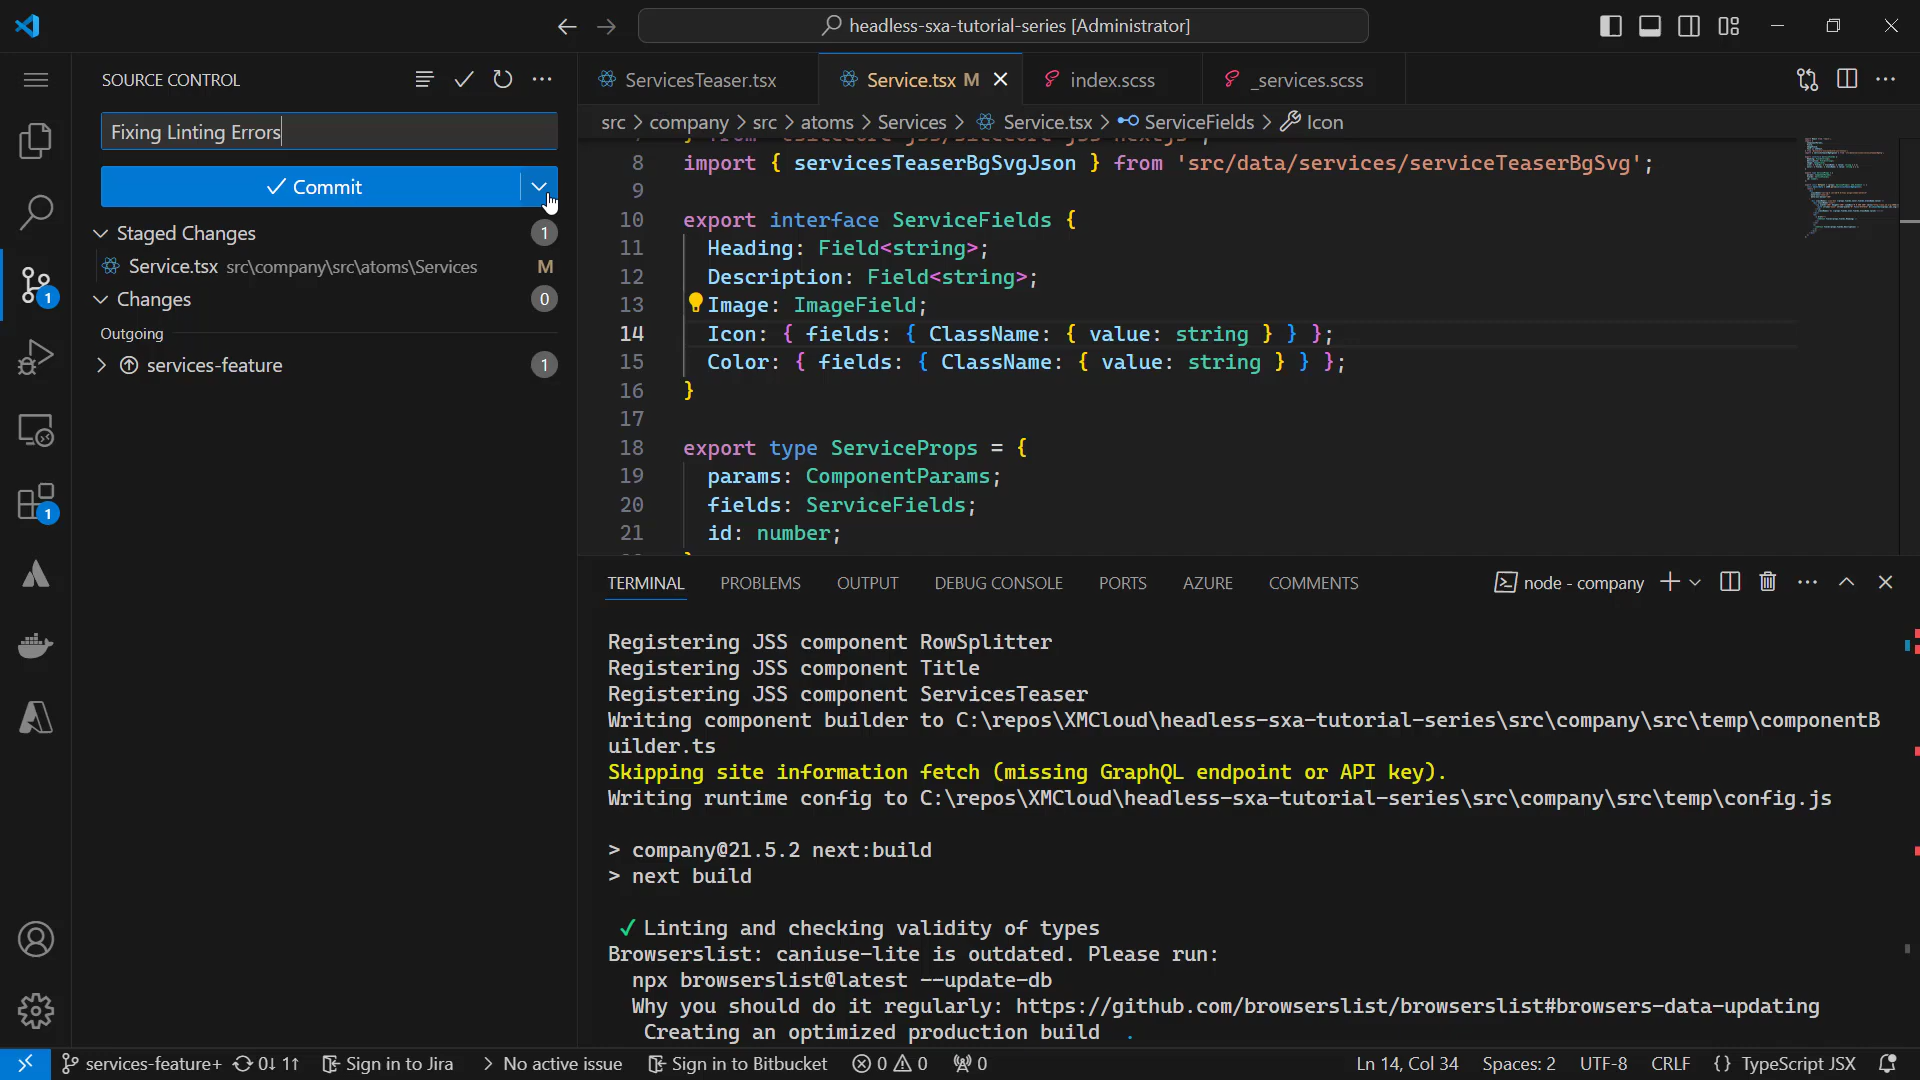 headless-sxa-tutorial-series [Administrator]
SOURCE CONTROL
Fixing Linting Errors
Commit
Staged Changes
1
Service.tsx src\company\src\atoms\Services
M
Changes
0
Outgoing
services-feature
1
1
1
ServicesTeaser.tsx
Service.tsx M
index.scss
_services.scss
src > company > src > atoms > Services > Service.tsx > ServiceFields > Icon
8 import { servicesTeaserBgSvgJson } from 'src/data/services/serviceTeaserBgSvg';
9
10 export interface ServiceFields {
11 Heading: Field<string>;
12 Description: Field<string>;
13 Image: ImageField;
14 Icon: { fields: { ClassName: { value: string } } };
15 Color: { fields: { ClassName: { value: string } } };
16 }
17
18 export type ServiceProps = {
19 params: ComponentParams;
20 fields: ServiceFields;
21 id: number;
TERMINAL PROBLEMS OUTPUT DEBUG CONSOLE PORTS AZURE COMMENTS
node - company
Registering JSS component RowSplitter
Registering JSS component Title
Registering JSS component ServicesTeaser
Writing component builder to C:\repos\XMCloud\headless-sxa-tutorial-series\src\company\src\temp\componentB
uilder.ts
Skipping site information fetch (missing GraphQL endpoint or API key).
Writing runtime config to C:\repos\XMCloud\headless-sxa-tutorial-series\src\company\src\temp\config.js
> company@21.5.2 next:build
> next build
✓ Linting and checking validity of types
Browserslist: caniuse-lite is outdated. Please run:
npx browserslist@latest --update-db
Why you should do it regularly: https://github.com/browserslist/browserslist#browsers-data-updating
Creating an optimized production build .
services-feature+ 0↓ 1↑ Sign in to Jira > No active issue Sign in to Bitbucket 0 0 0
Ln 14, Col 34 Spaces: 2 UTF-8 CRLF {} TypeScript JSX